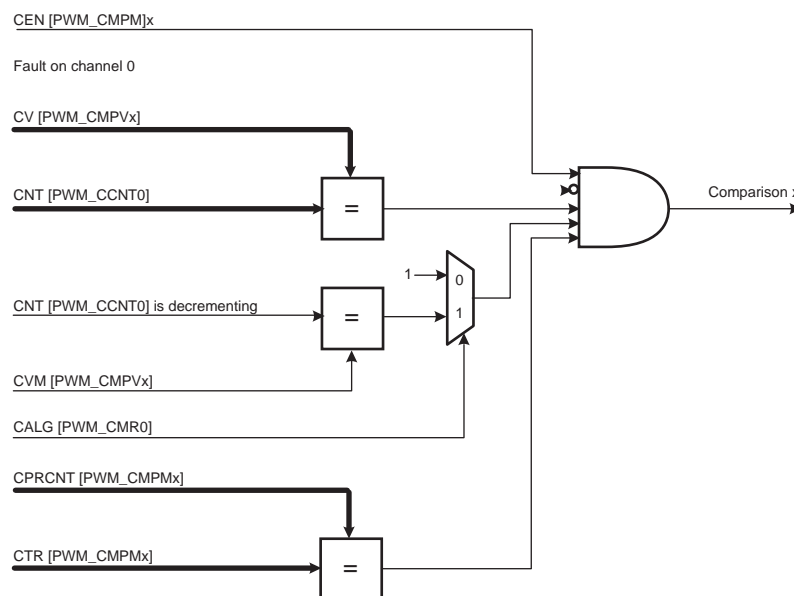 CEN [PWM_CMPM]x
Fault on channel 0
CV [PWM_CMPVx]
CNT [PWM_CCNT0]
=
Comparison x
1
0
CNT [PWM_CCNT0] is decrementing
=
1
CVM [PWM_CMPVx]
CALG [PWM_CMR0]
CPRCNT [PWM_CMPMx]
CTR [PWM_CMPMx]
=